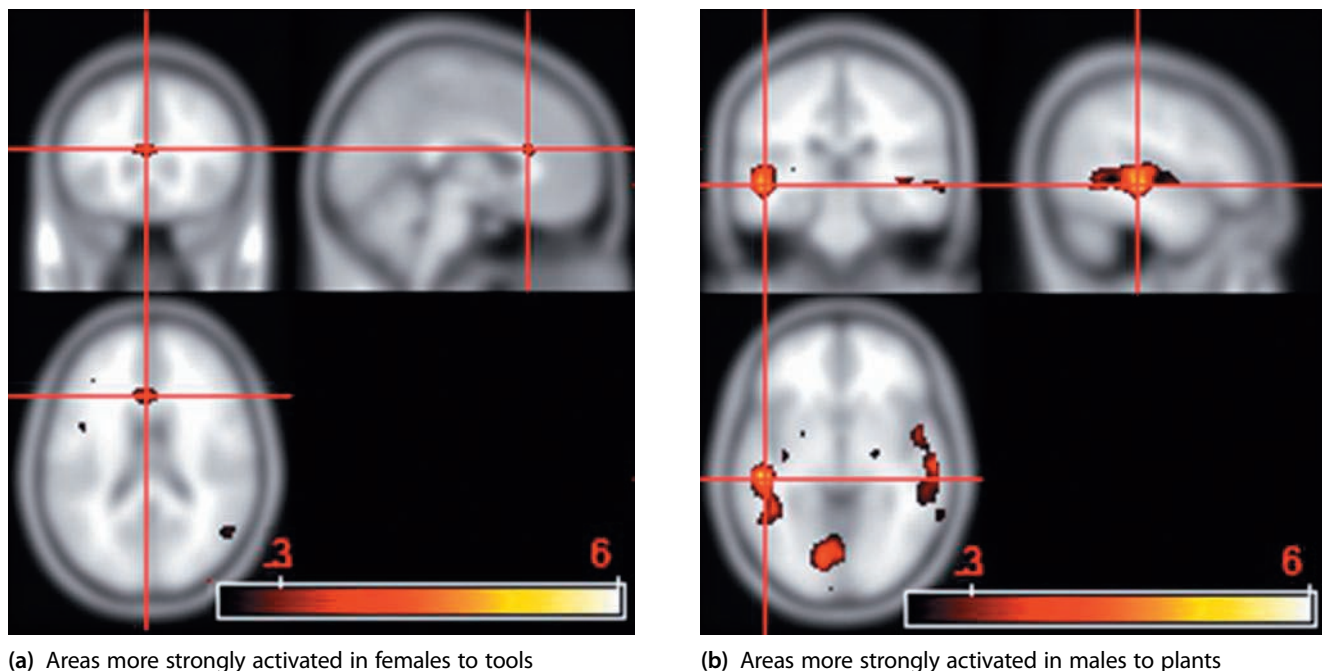 3 6
3 6
(a) Areas more strongly activated in females to tools
(b) Areas more strongly activated in males to plants